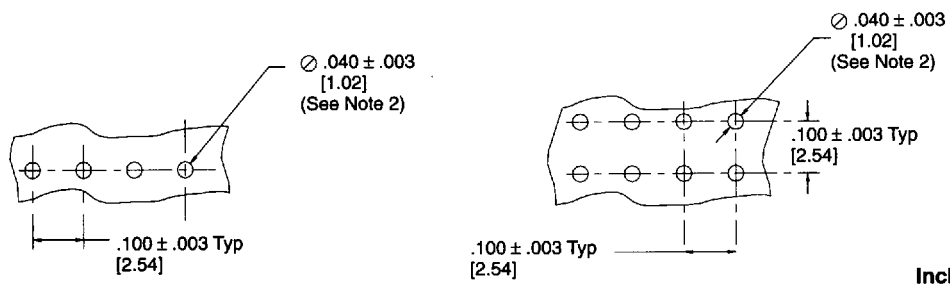 ⌀ .040 ± .003
[1.02]
(See Note 2)
.100 ± .003 Typ
[2.54]
⌀ .040 ± .003
[1.02]
(See Note 2)
.100 ± .003 Typ
[2.54]
.100 ± .003 Typ
[2.54]